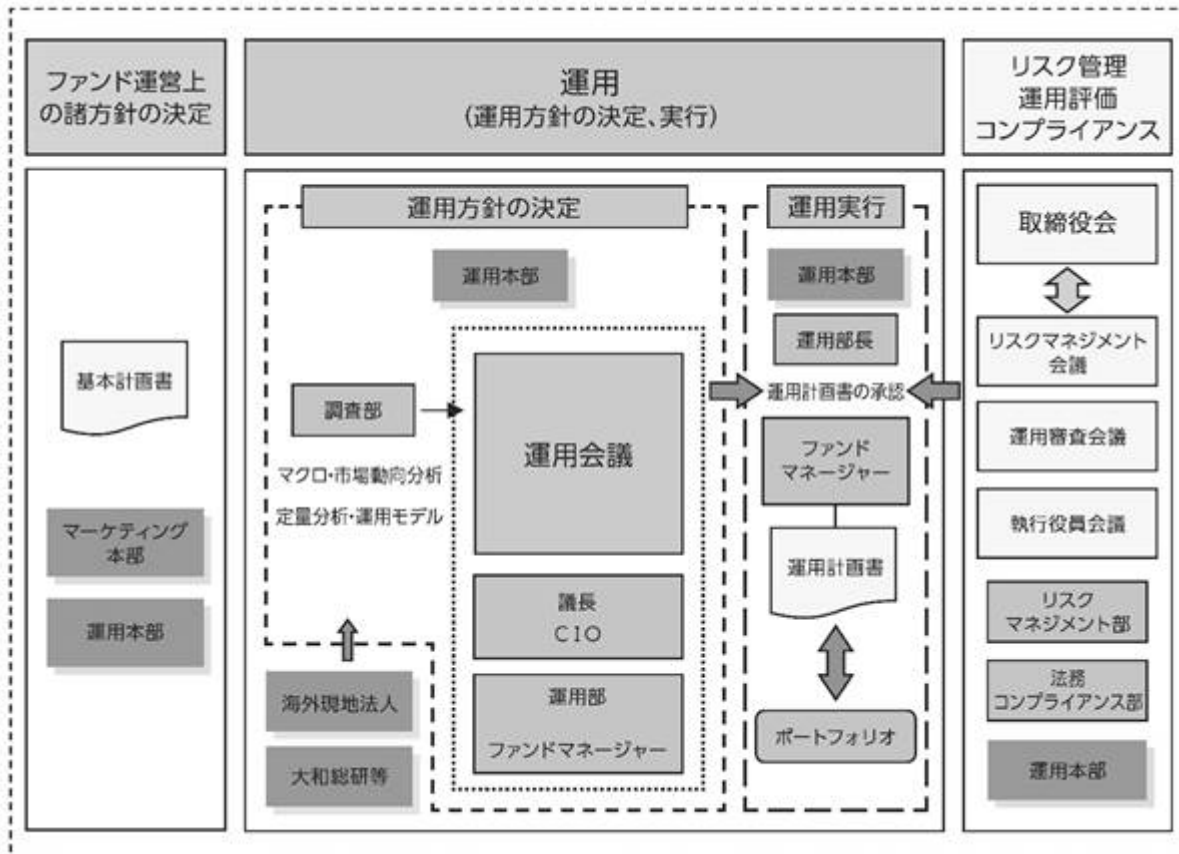 ファンド運営上
の諸方針の決定
運用
(運用方針の決定、実行)
リスク管理
運用評価
コンプライアンス
基本計画書
マーケティング
本部
運用本部
運用方針の決定
運用本部
調査部
マクロ・市場動向分析
定量分析・運用モデル
運用会議
議長
CIO
運用部
ファンドマネージャー
海外現地法人
大和総研等
運用実行
運用本部
運用部長
運用計画書の承認
ファンド
マネージャー
運用計画書
ポートフォリオ
取締役会
リスクマネジメント
会議
運用審査会議
執行役員会議
リスク
マネジメント部
法務
コンプライアンス部
運用本部